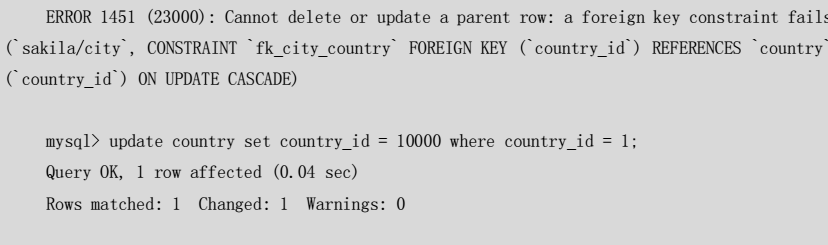 ERROR 1451 (23000): Cannot delete or update a parent row: a foreign key constraint fails
(`sakila/city`, CONSTRAINT `fk_city_country` FOREIGN KEY (`country_id`) REFERENCES `country`
(`country_id`) ON UPDATE CASCADE)
mysql> update country set country_id = 10000 where country_id = 1;
Query OK, 1 row affected (0.04 sec)
Rows matched: 1  Changed: 1  Warnings: 0